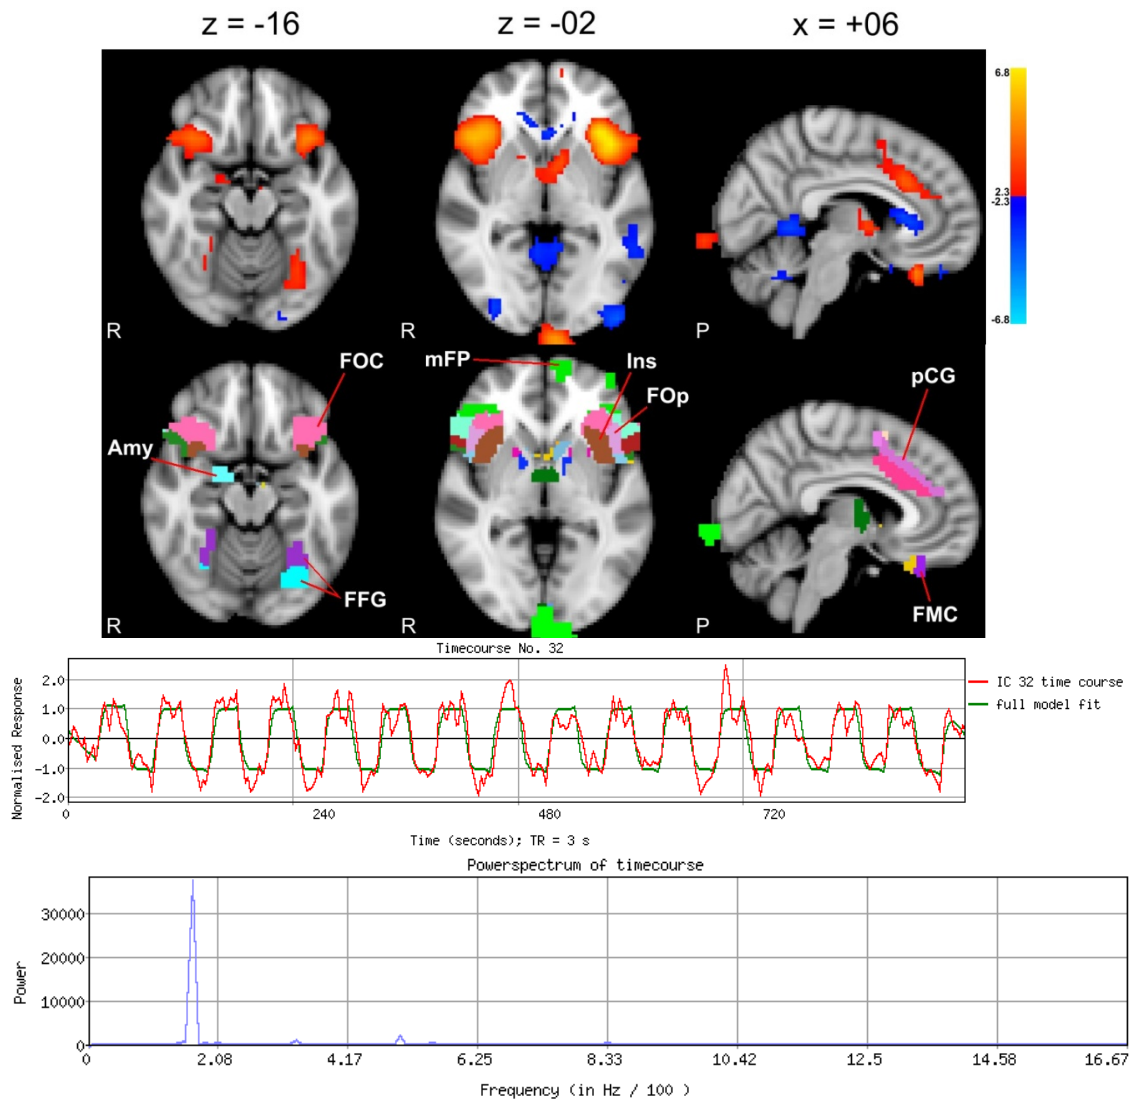 z = -16 z = -02 x = +06
6.8
2.3
-2.3
-6.8
R R P
mFP Ins
FOC FOp pCG
Amy
FFG FMC
R R P
Timecourse No. 32
Normalised Response
2.0
1.0
0.0
-1.0
-2.0
IC 32 time course
full model fit
0 240 480 720
Time (seconds); TR = 3 s
Powerspectrum of timecourse
Power
30000
20000
10000
0
0 2.08 4.17 6.25 8.33 10.42 12.5 14.58 16.67
Frequency (in Hz / 100 )